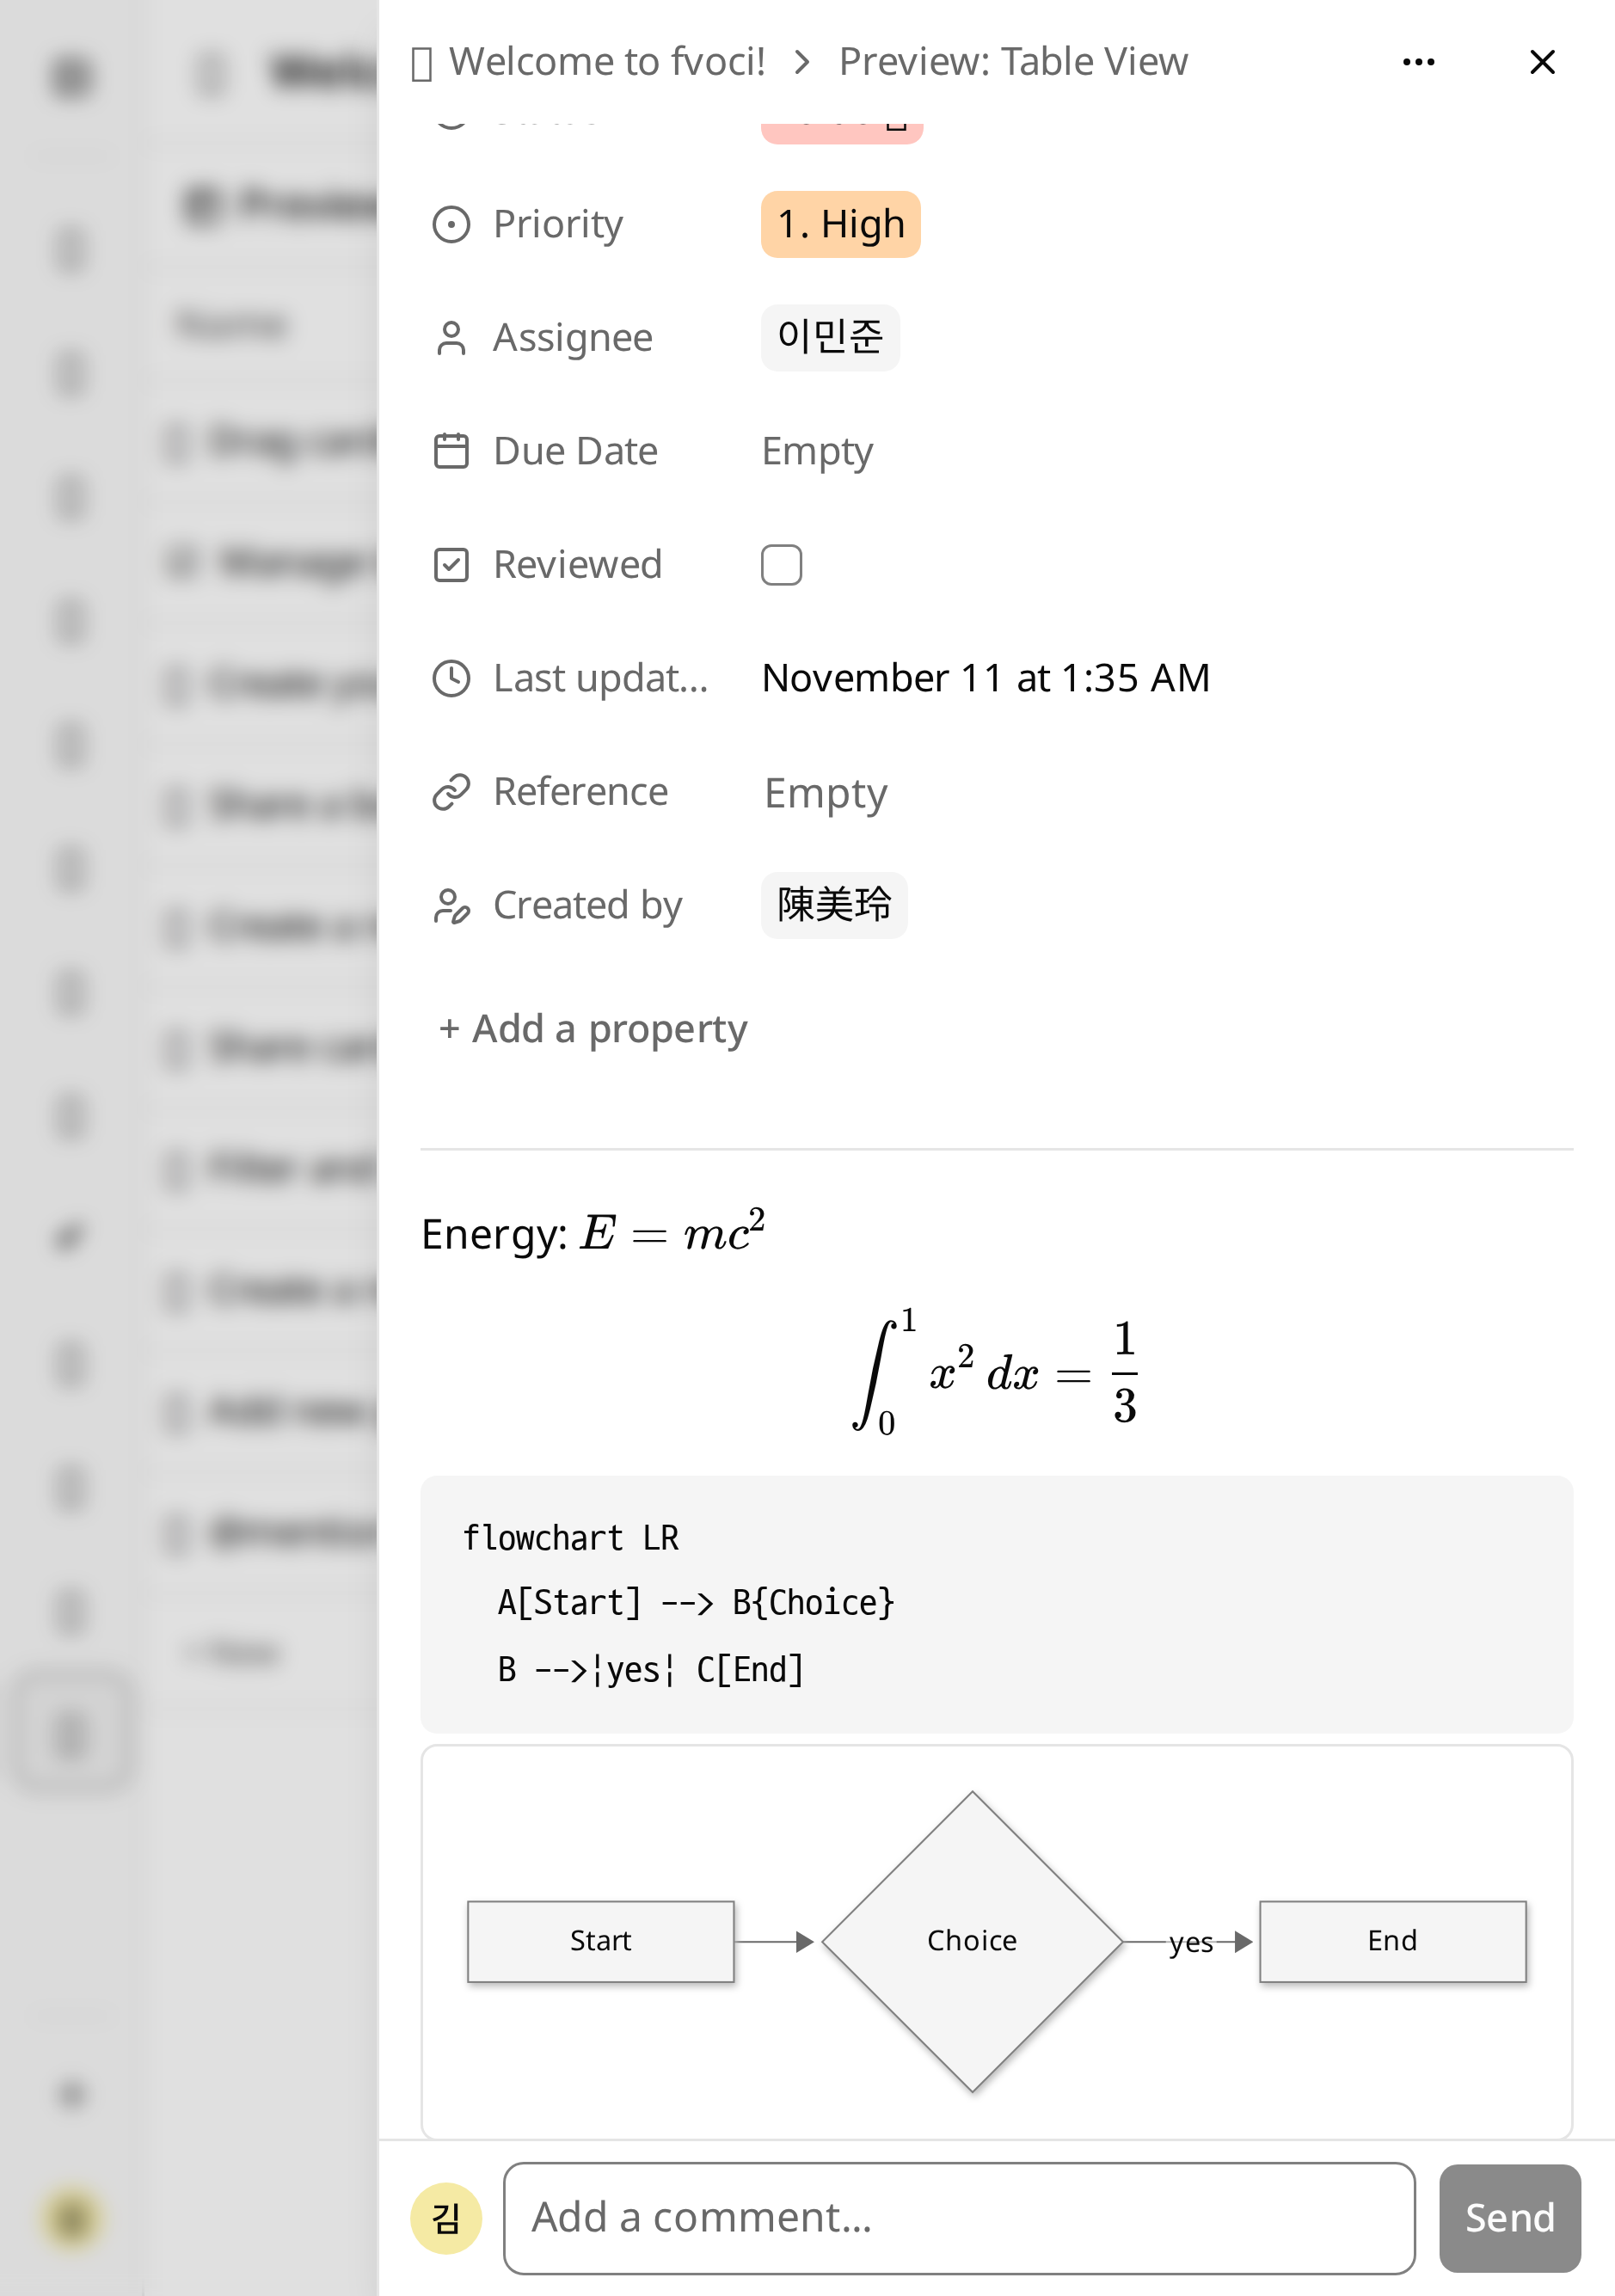 Welcome to fvoci! > Preview: Table View
Priority 1. High
Assignee 이민준
Due Date Empty
Reviewed
Last updat... November 11 at 1:35 AM
Reference Empty
Created by 陳美玲
+ Add a property
Energy: E = mc²
∫₀¹ x² dx = 1/3
flowchart LR
A[Start] --> B{Choice}
B -->|yes| C[End]
Start Choice yes End
김 Add a comment... Send